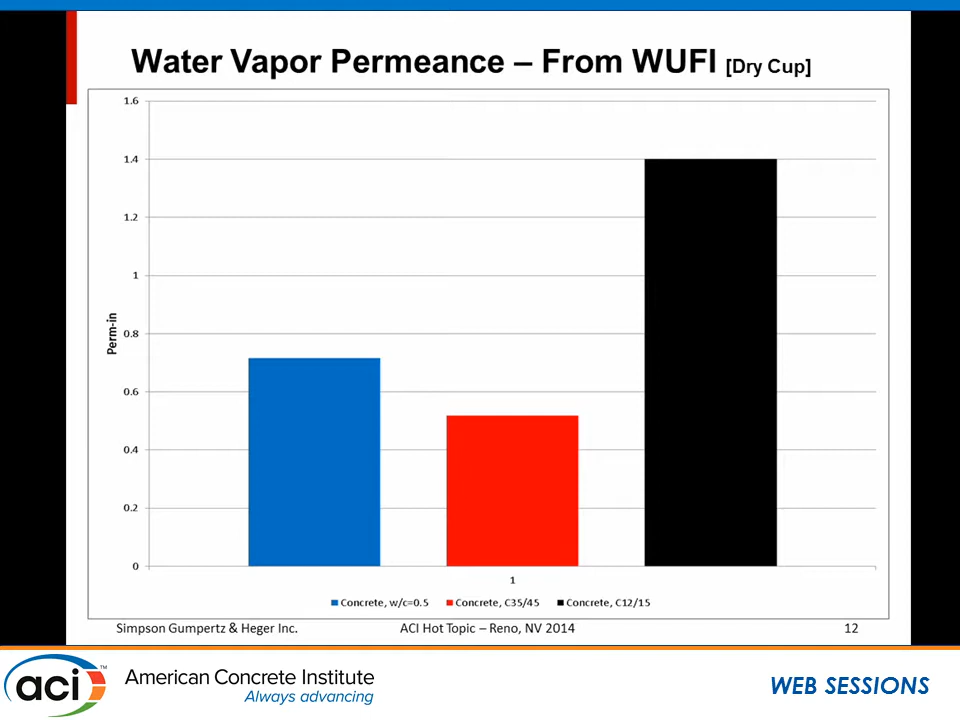 Water Vapor Permeance – From WUFI [Dry Cup]
1.6
1.4
1.2
1
0.8
0.6
0.4
0.2
0
Perm-in
1
Concrete, w/c=0.5 Concrete, C35/45 Concrete, C12/15
Simpson Gumpertz & Heger Inc. ACI Hot Topic – Reno, NV 2014 12
aci™
American Concrete Institute
Always advancing
WEB SESSIONS